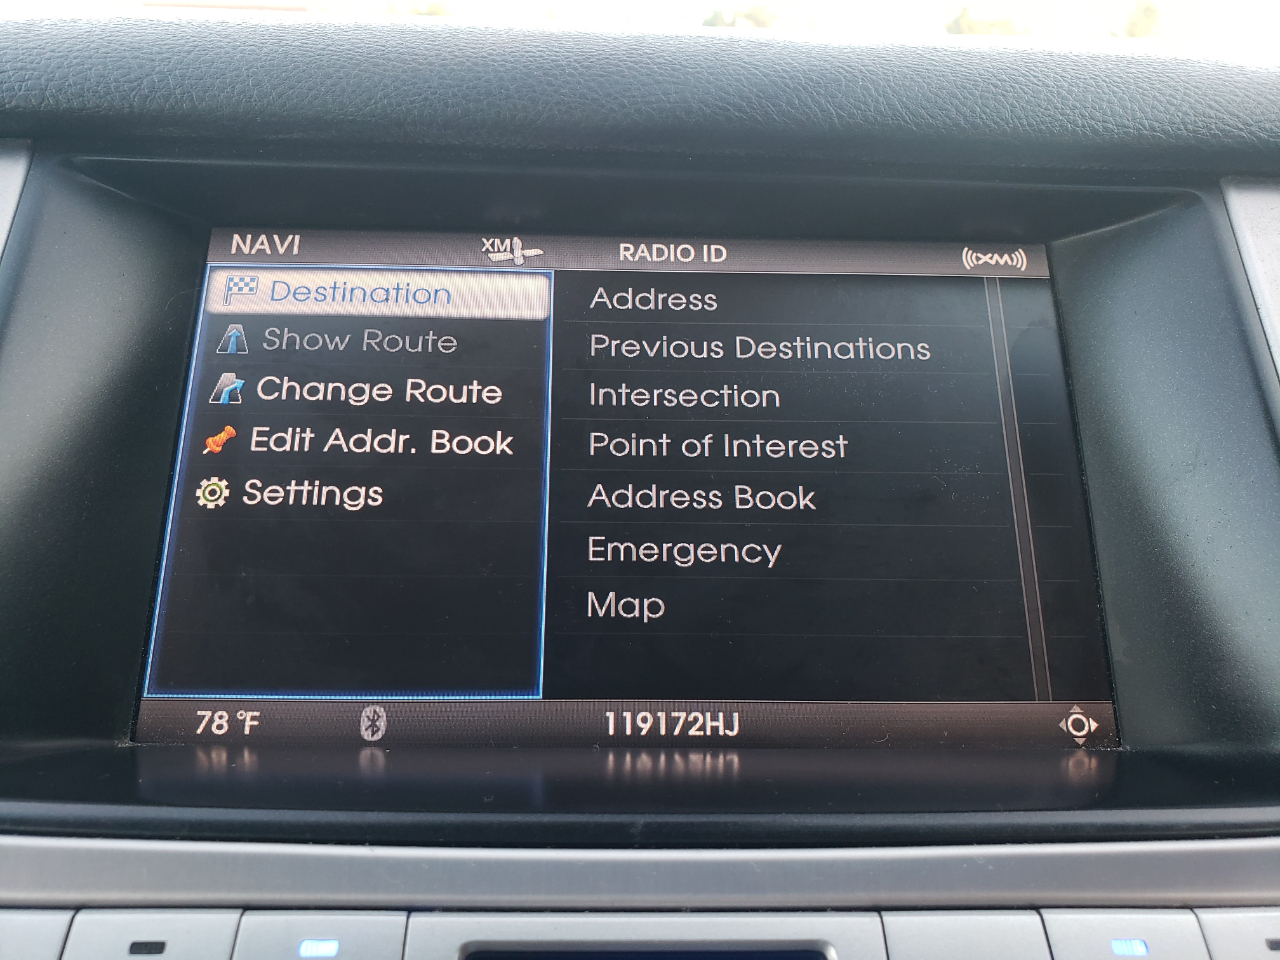 NAVI XM RADIO ID ((XM))
Destination
Show Route
Change Route
Edit Addr. Book
Settings
Address
Previous Destinations
Intersection
Point of Interest
Address Book
Emergency
Map
78 °F 119172HJ